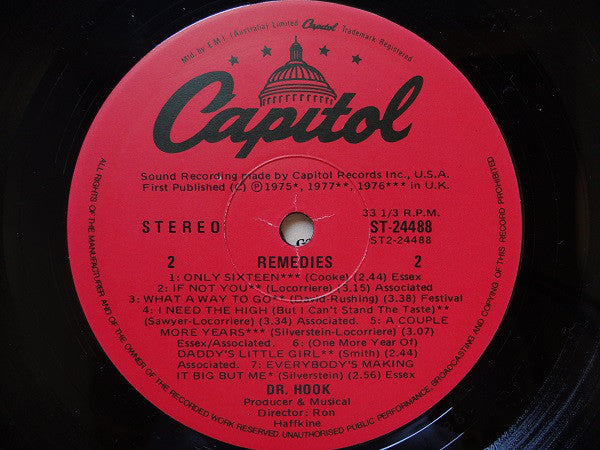 Mfd by E.M.I. (Australia) Limited Capitol Trademark Registered
Capitol
Sound Recording made by Capitol Records Inc., U.S.A.
First Published (L) ℗1975*, 1977**, 1976*** in U.K.
33 1/3 R.P.M.
STEREO ST-24488
ST2-24488
2 REMEDIES 2
1: ONLY SIXTEEN*** (Cooke) (2.44) Essex
2: IF NOT YOU** (Locorriere) (3.15) Associated
3: WHAT A WAY TO GO** (David-Rushing) (3.38) Festival
4: I NEED THE HIGH (But I Can't Stand The Taste)**
(Sawyer-Locorriere) (3.34) Associated. 5: A COUPLE
MORE YEARS*** (Silverstein-Locorriere) (3.07)
Essex/Associated. 6: (One More Year Of)
DADDY'S LITTLE GIRL** (Smith) (2.44)
Associated. 7: EVERYBODY'S MAKING
IT BIG BUT ME* (Silverstein) (2.56) Essex
DR. HOOK
Producer & Musical
Director: Ron
Haffkine
ALL RIGHTS OF THE MANUFACTURER AND OF THE OWNER OF THE RECORDED WORK RESERVED. UNAUTHORISED PUBLIC PERFORMANCE BROADCASTING AND COPYING OF THIS RECORD PROHIBITED.